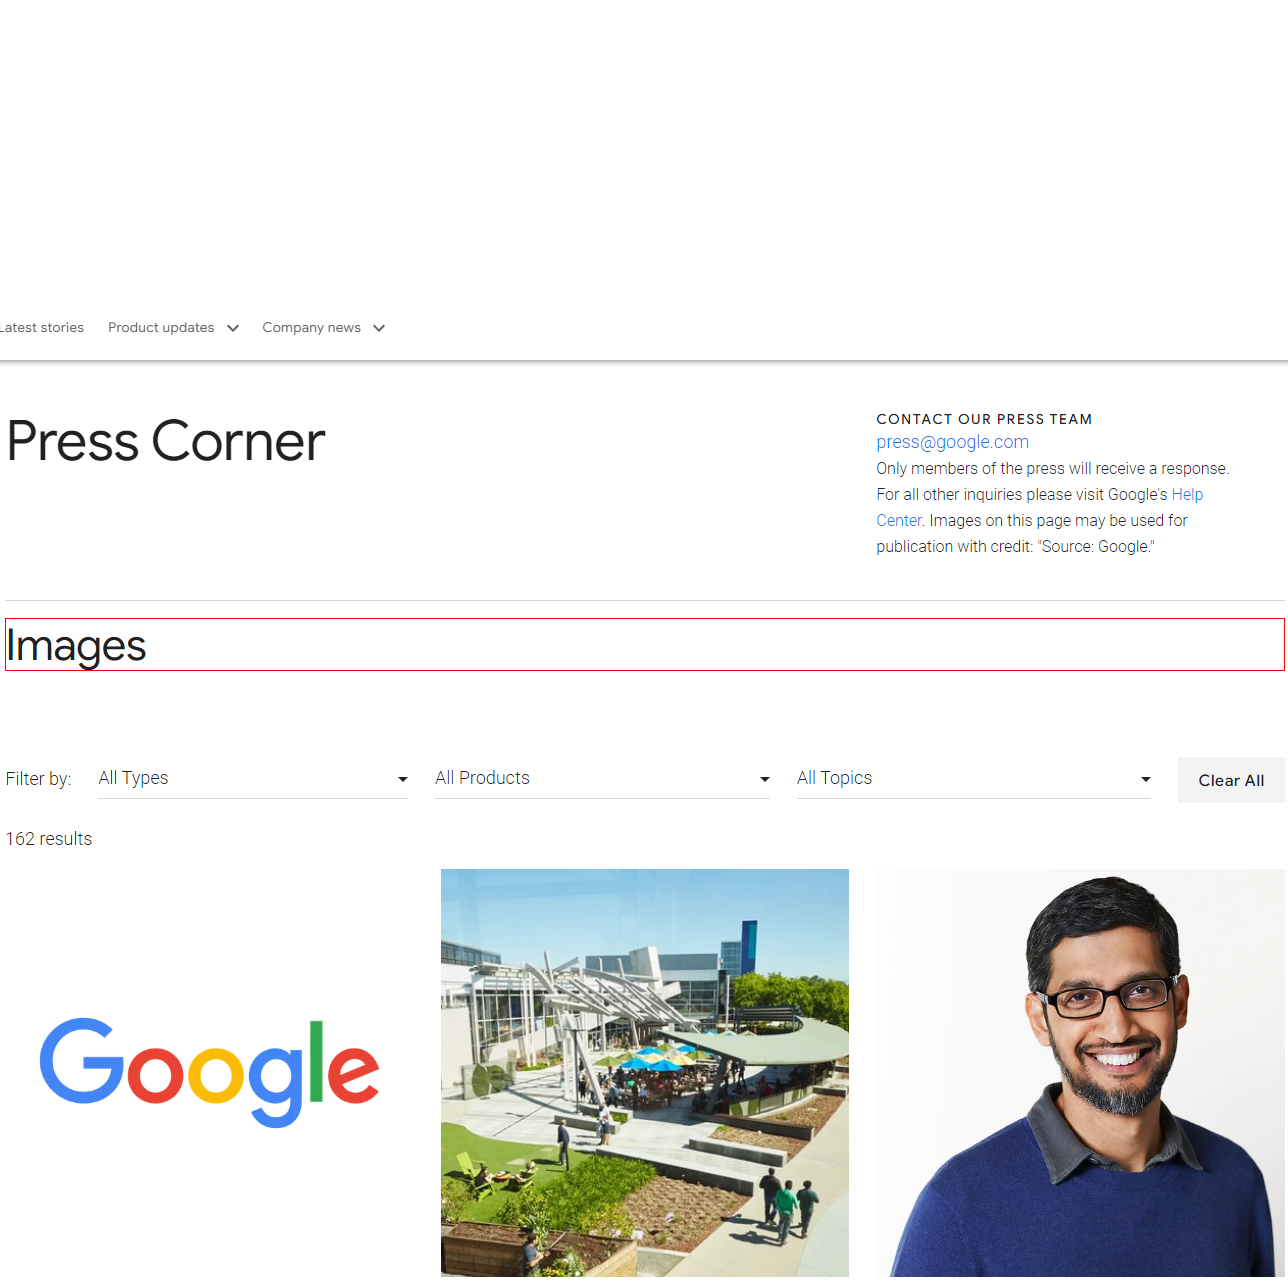 Latest stories
Product updates
Company news
Press Corner
CONTACT OUR PRESS TEAM
press@google.com
Only members of the press will receive a response.
For all other inquiries please visit Google's Help
Center. Images on this page may be used for
publication with credit: "Source: Google."
Images
Filter by:
All Types
All Products
All Topics
Clear All
162 results
Google